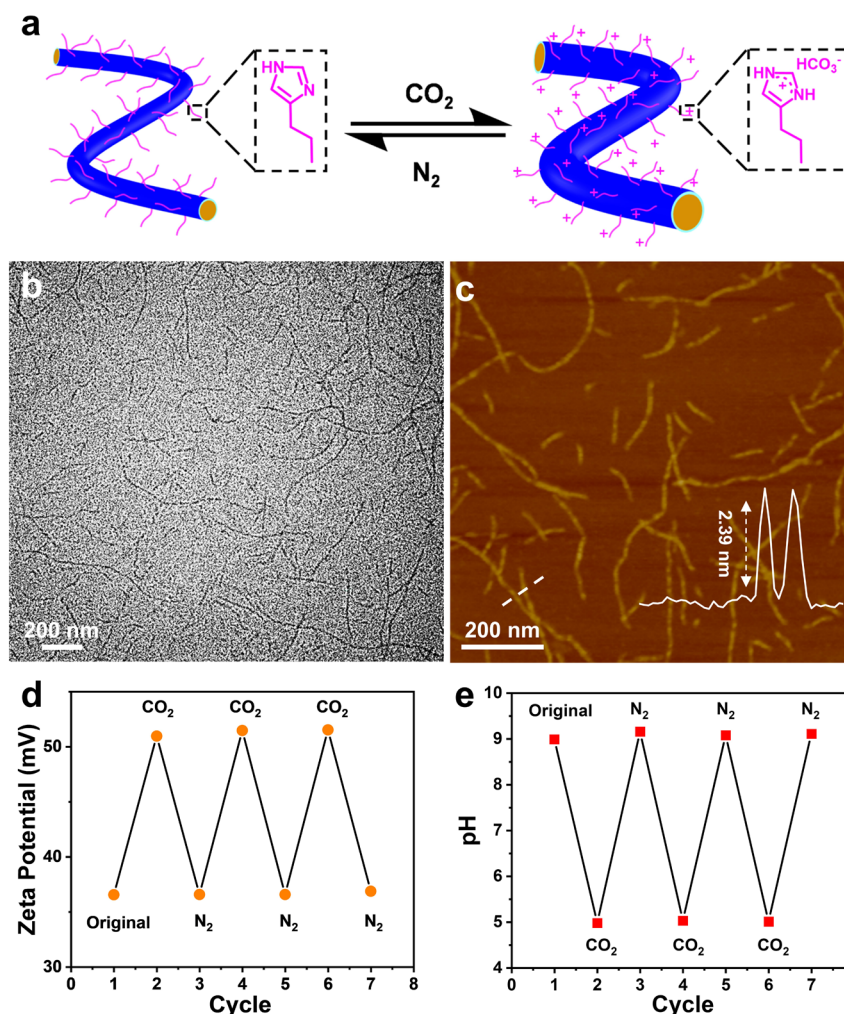 a
HN
N
CO₂
N₂
HCO₃⁻
HN
+
NH
b
200 nm
c
2.39 nm
200 nm
d
Zeta Potential (mV)
50
40
30
CO₂ CO₂ CO₂
Original N₂ N₂ N₂
0 1 2 3 4 5 6 7 8
Cycle
e
pH
10
9
8
7
6
5
4
Original N₂ N₂ N₂
CO₂ CO₂ CO₂
0 1 2 3 4 5 6 7
Cycle